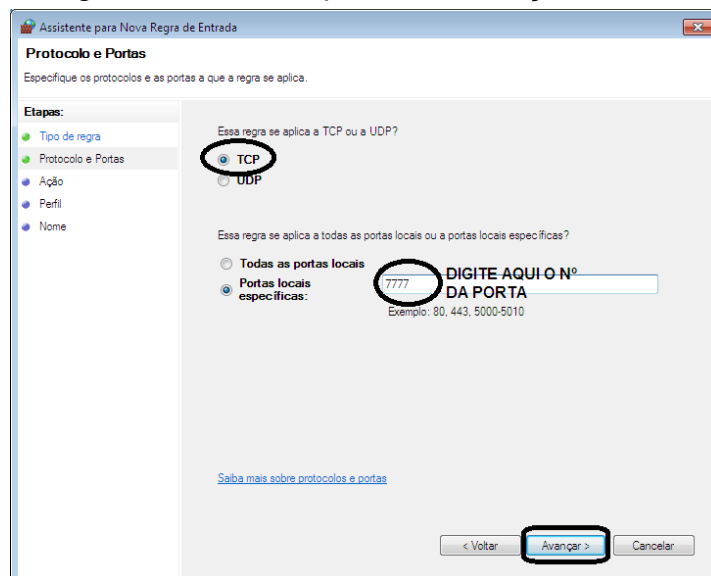 Assistente para Nova Regra de Entrada
Protocolo e Portas
Especifique os protocolos e as portas a que a regra se aplica.
Etapas:
Tipo de regra
Protocolo e Portas
Ação
Perfil
Nome
Essa regra se aplica a TCP ou a UDP?
TCP
UDP
Essa regra se aplica a todas as portas locais ou a portas locais específicas?
Todas as portas locais
Portas locais
específicas:
7777
DIGITE AQUI O Nº
DA PORTA
Exemplo: 80, 443, 5000-5010
Saiba mais sobre protocolos e portas
< Voltar
Avançar >
Cancelar